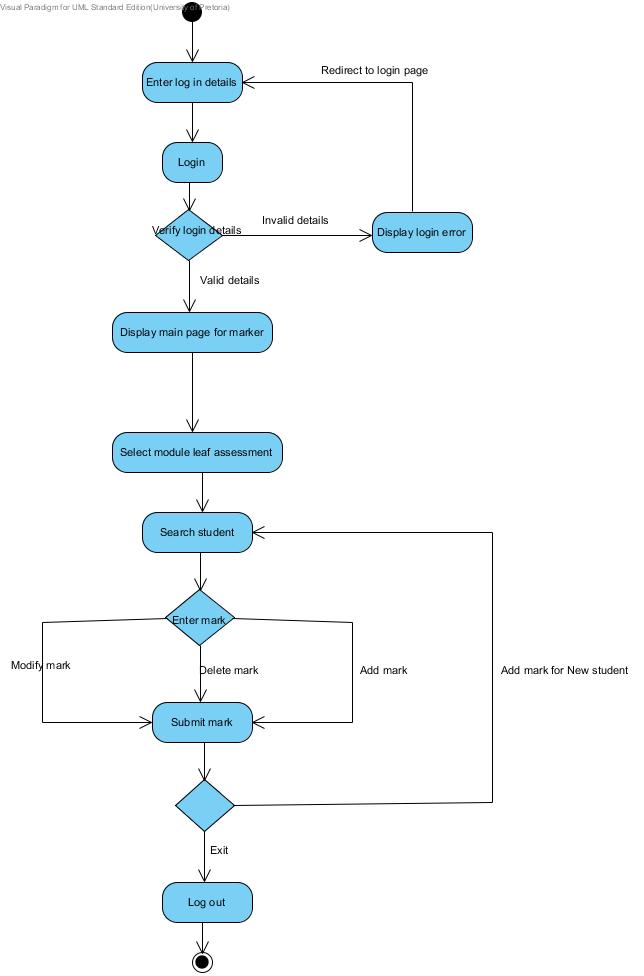 Visual Paradigm for UML Standard Edition(University of Pretoria)
Redirect to login page
Enter log in details
Login
Invalid details
Verify login details
Display login error
Valid details
Display main page for marker
Select module leaf assessment
Search student
Enter mark
Modify mark
Delete mark
Add mark
Add mark for New student
Submit mark
Exit
Log out